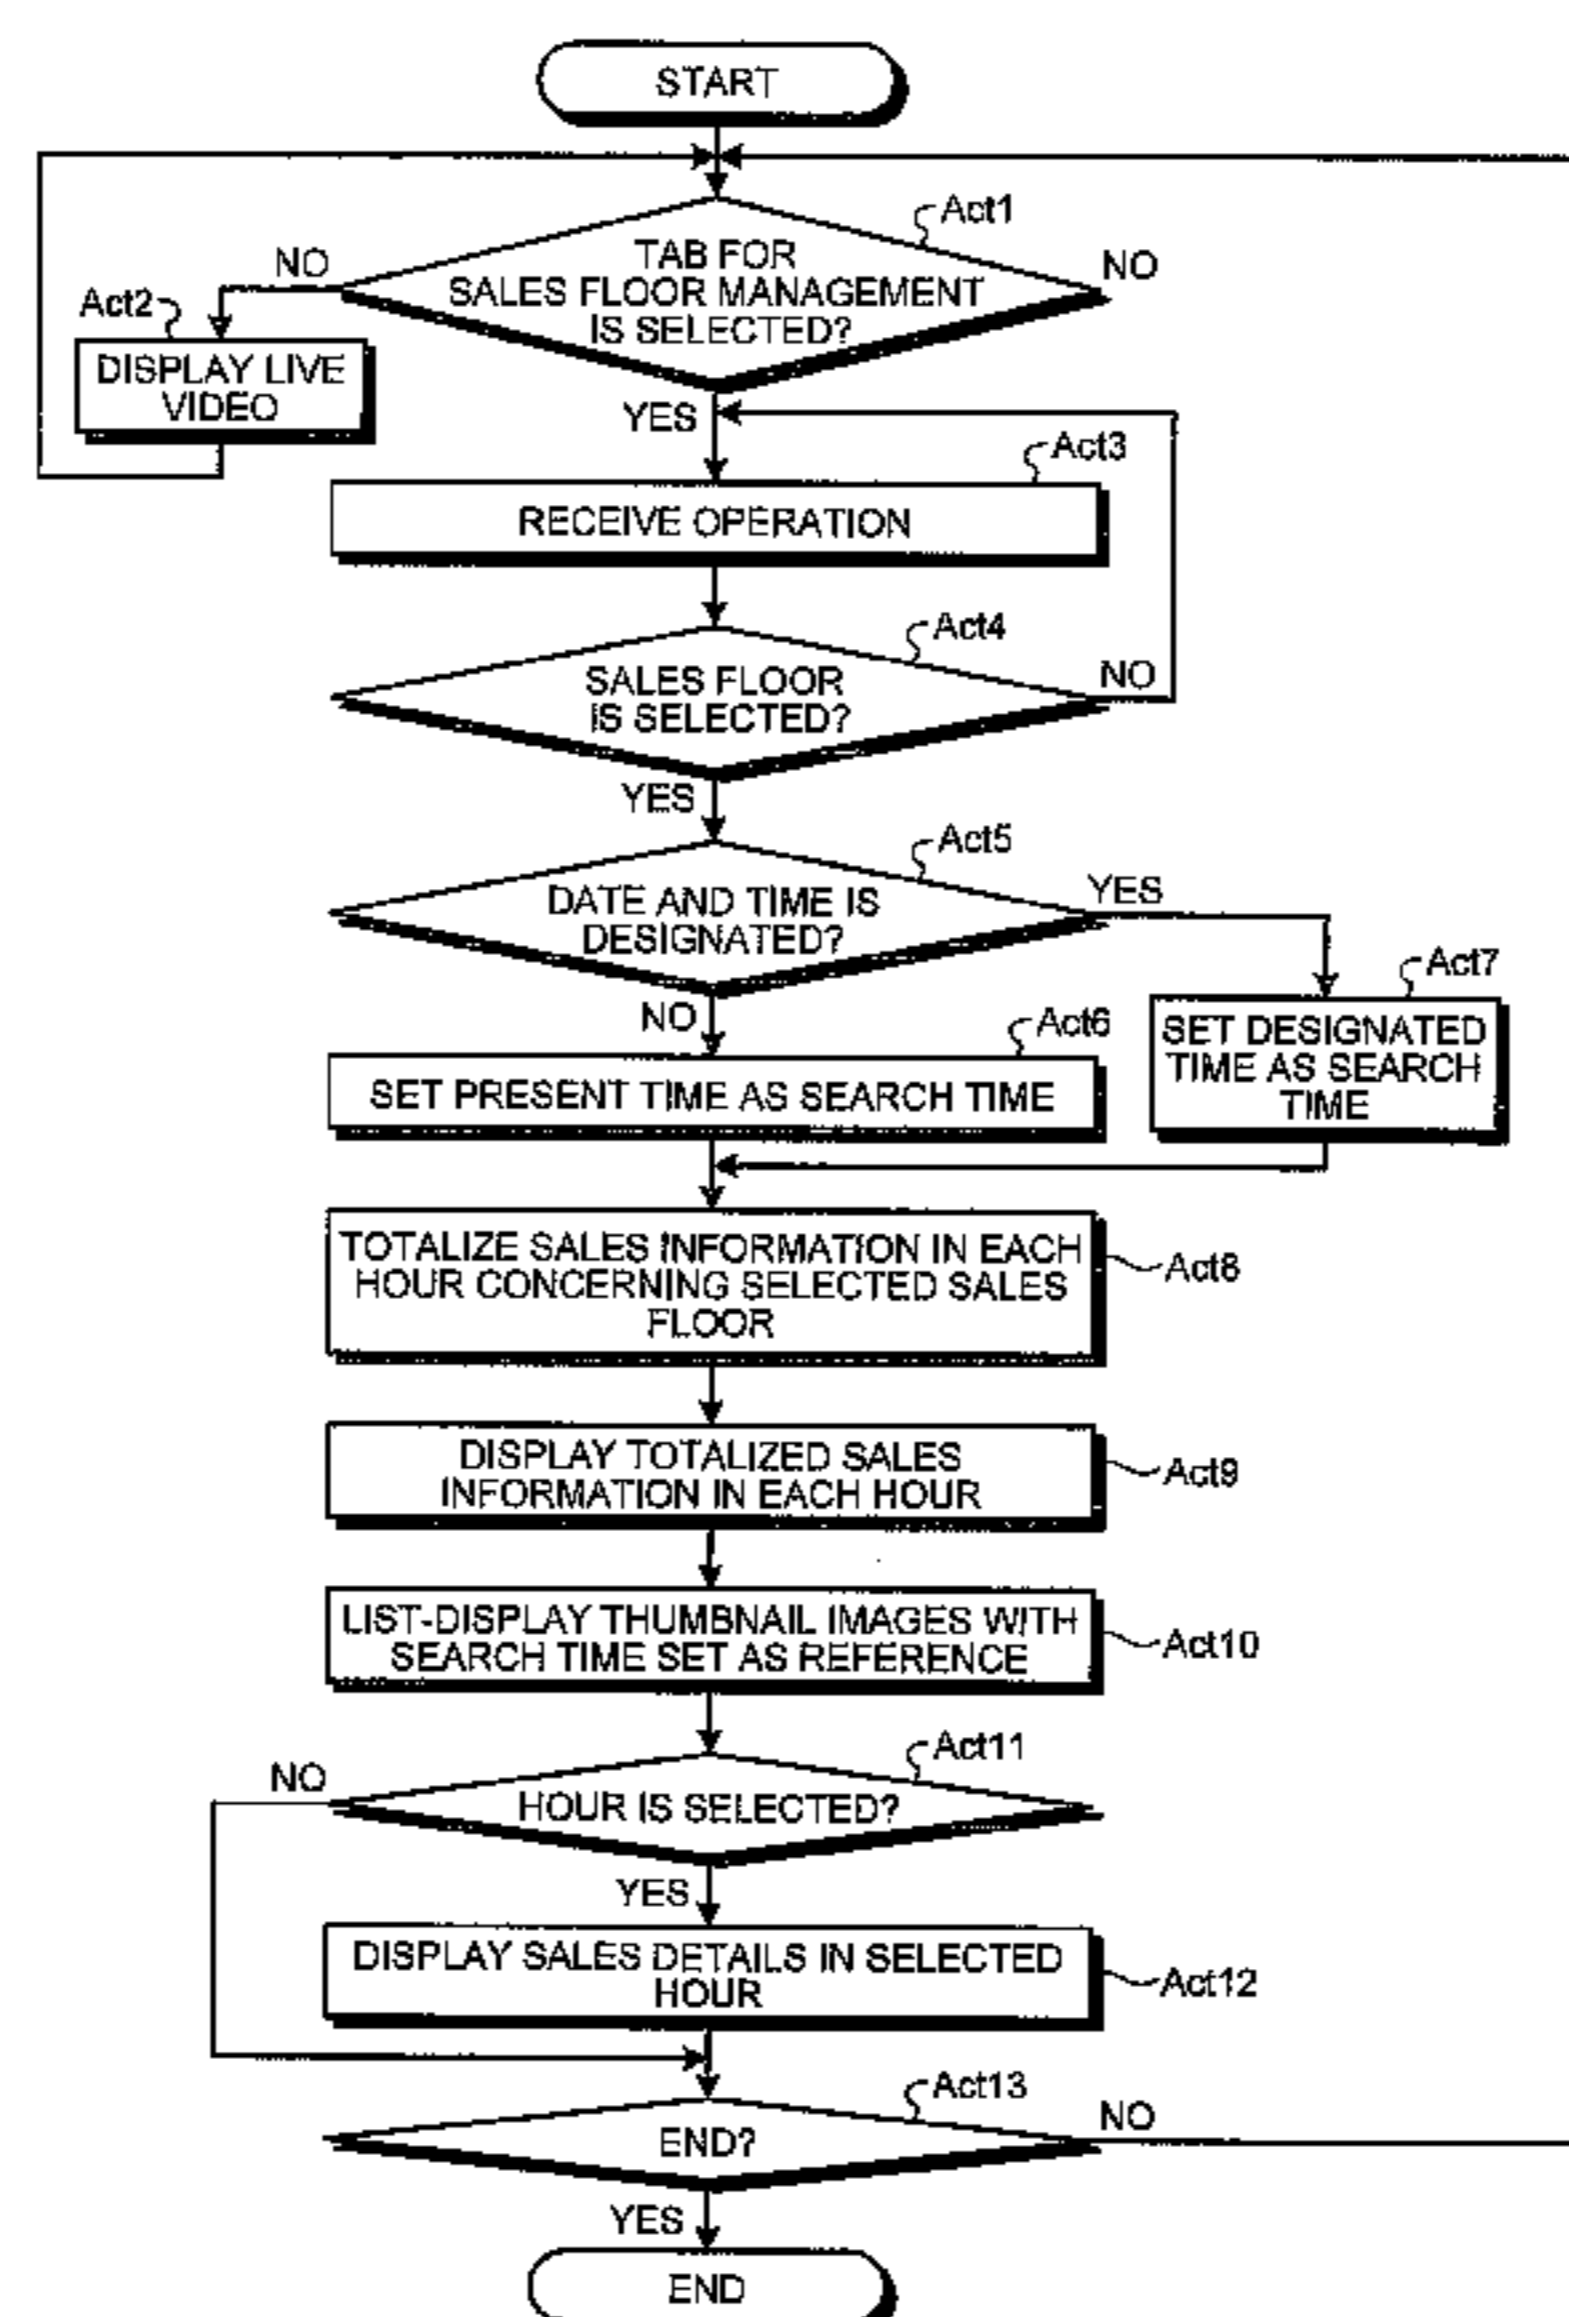 START
Act1
NO
TAB FOR
SALES FLOOR MANAGEMENT
IS SELECTED?
NO
Act2
DISPLAY LIVE
VIDEO
YES
Act3
RECEIVE OPERATION
Act4
SALES FLOOR
IS SELECTED?
NO
YES
Act5
DATE AND TIME IS
DESIGNATED?
YES
Act7
NO
Act6
SET DESIGNATED
TIME AS SEARCH
TIME
SET PRESENT TIME AS SEARCH TIME
TOTALIZE SALES INFORMATION IN EACH
HOUR CONCERNING SELECTED SALES
FLOOR
Act8
DISPLAY TOTALIZED SALES
INFORMATION IN EACH HOUR
Act9
LIST-DISPLAY THUMBNAIL IMAGES WITH
SEARCH TIME SET AS REFERENCE
Act10
Act11
NO
HOUR IS SELECTED?
YES
DISPLAY SALES DETAILS IN SELECTED
HOUR
Act12
Act13
NO
END?
YES
END